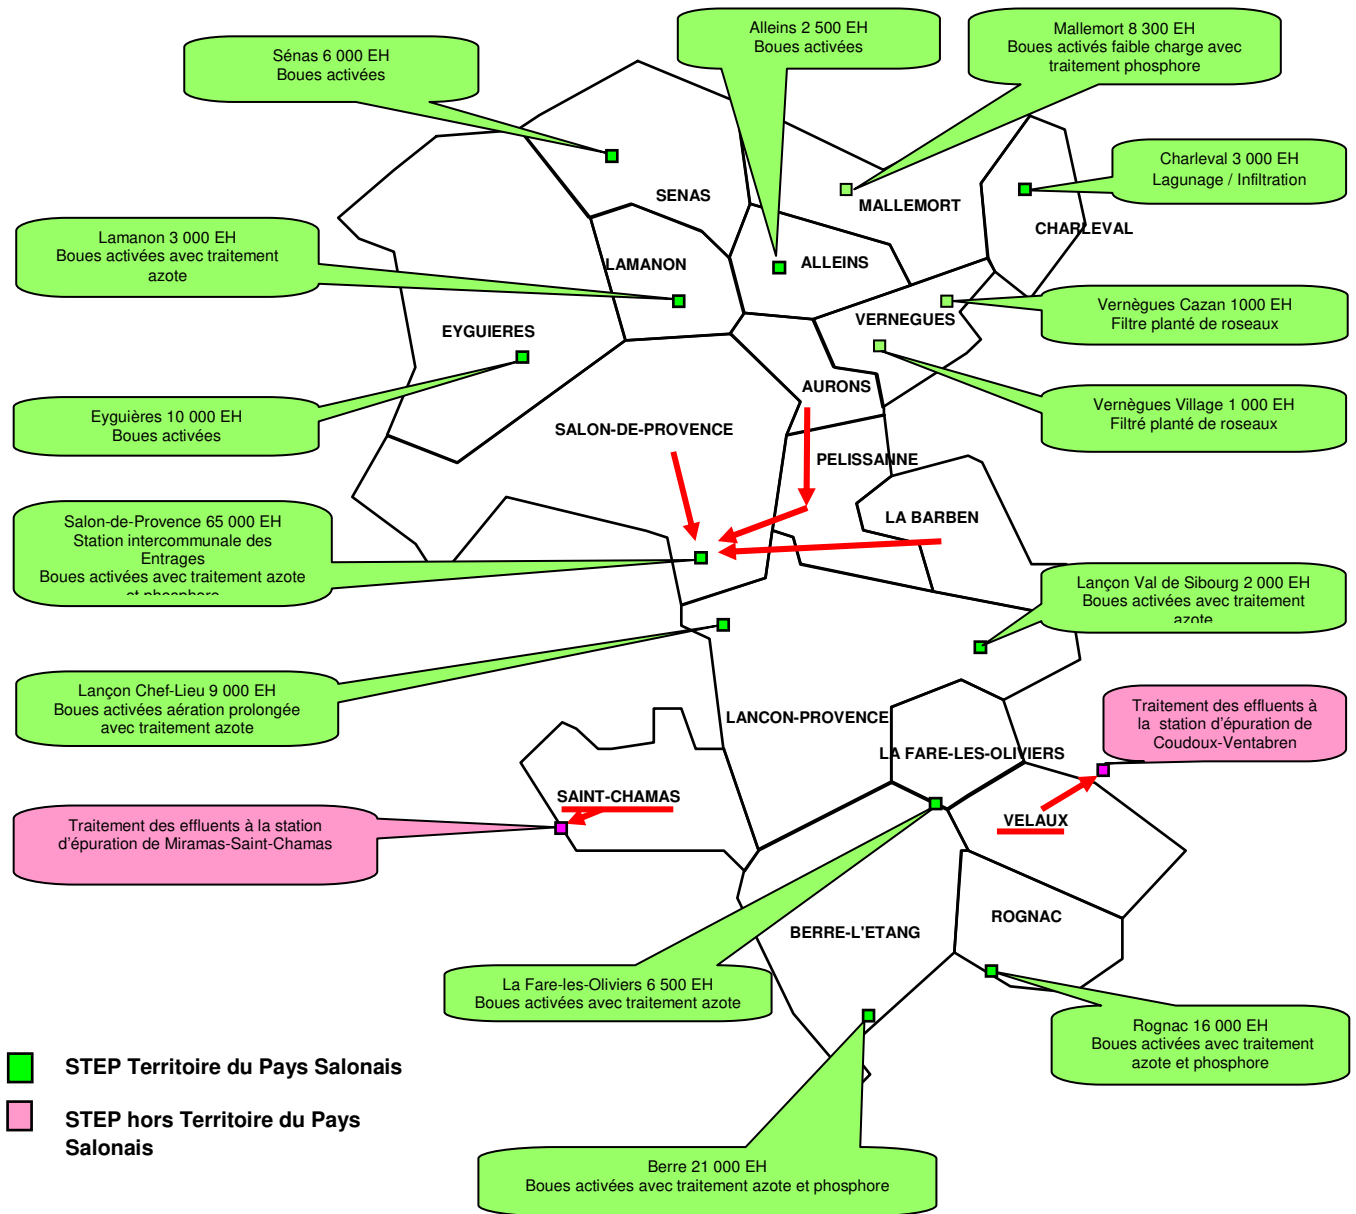 Sénas 6 000 EH
Boues activées
Alleins 2 500 EH
Boues activées
Mallemort 8 300 EH
Boues activés faible charge avec
traitement phosphore
Charleval 3 000 EH
Lagunage / Infiltration
SENAS
MALLEMORT
CHARLEVAL
Lamanon 3 000 EH
Boues activées avec traitement
azote
LAMANON
ALLEINS
EYGUIERES
VERNEGUES
Vernègues Cazan 1000 EH
Filtre planté de roseaux
AURONS
Eyguières 10 000 EH
Boues activées
Vernègues Village 1 000 EH
Filtré planté de roseaux
SALON-DE-PROVENCE
PELISSANNE
LA BARBEN
Salon-de-Provence 65 000 EH
Station intercommunale des
Entrages
Boues activées avec traitement azote
et phosphore
Lançon Val de Sibourg 2 000 EH
Boues activées avec traitement
azote
Lançon Chef-Lieu 9 000 EH
Boues activées aération prolongée
avec traitement azote
LANCON-PROVENCE
Traitement des effluents à
la station d'épuration de
Coudoux-Ventabren
LA FARE-LES-OLIVIERS
SAINT-CHAMAS
VELAUX
Traitement des effluents à la station
d'épuration de Miramas-Saint-Chamas
BERRE-L'ETANG
ROGNAC
La Fare-les-Oliviers 6 500 EH
Boues activées avec traitement azote
Rognac 16 000 EH
Boues activées avec traitement
azote et phosphore
STEP Territoire du Pays Salonais
STEP hors Territoire du Pays
Salonais
Berre 21 000 EH
Boues activées avec traitement azote et phosphore